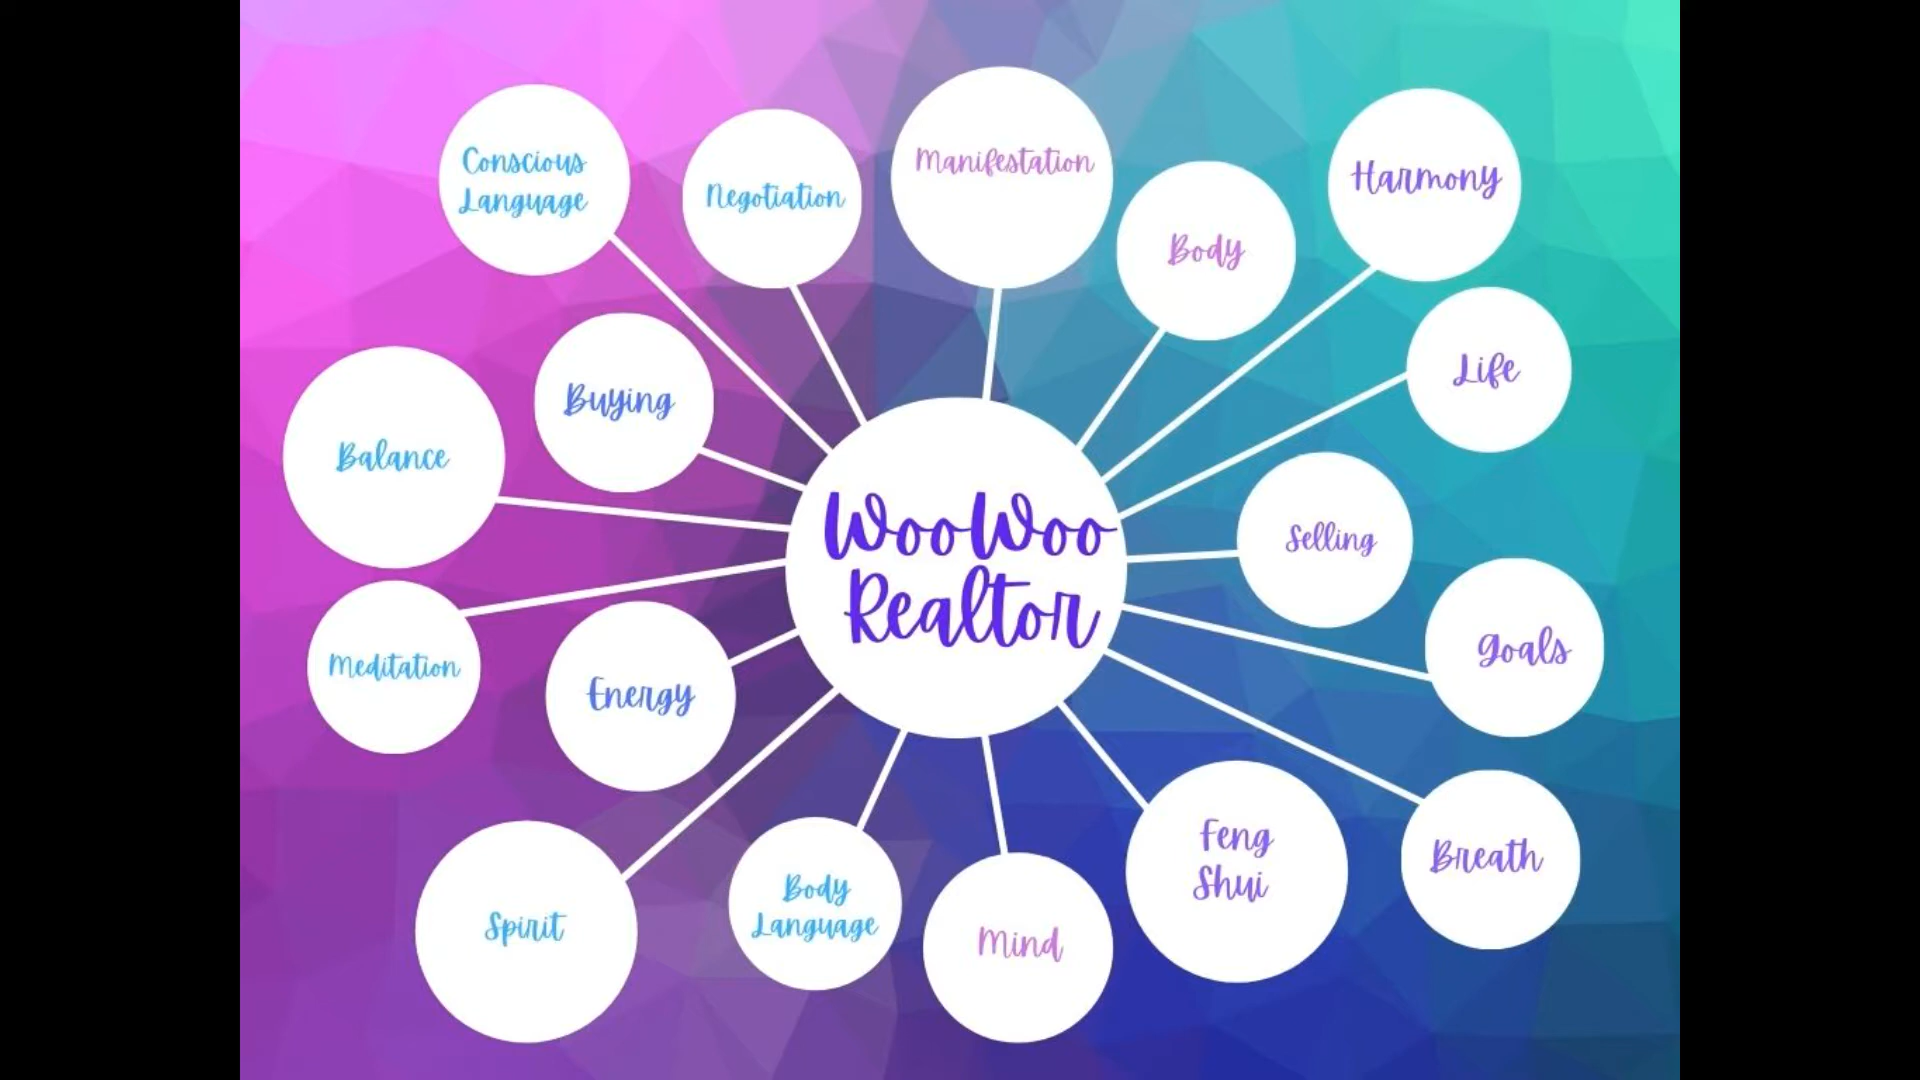 Conscious
Language
Negotiation
Manifestation
Body
Harmony
Life
Buying
Balance
WooWoo
Realtor
Selling
Goals
Meditation
Energy
Spirit
Body
Language
Mind
Feng
Shui
Breath